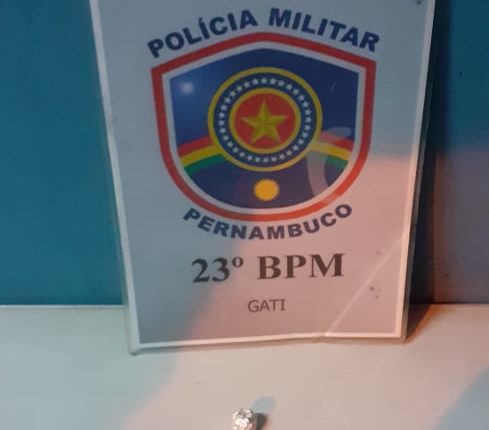 POLÍCIA MILITAR
PERNAMBUCO
23º BPM
GATI